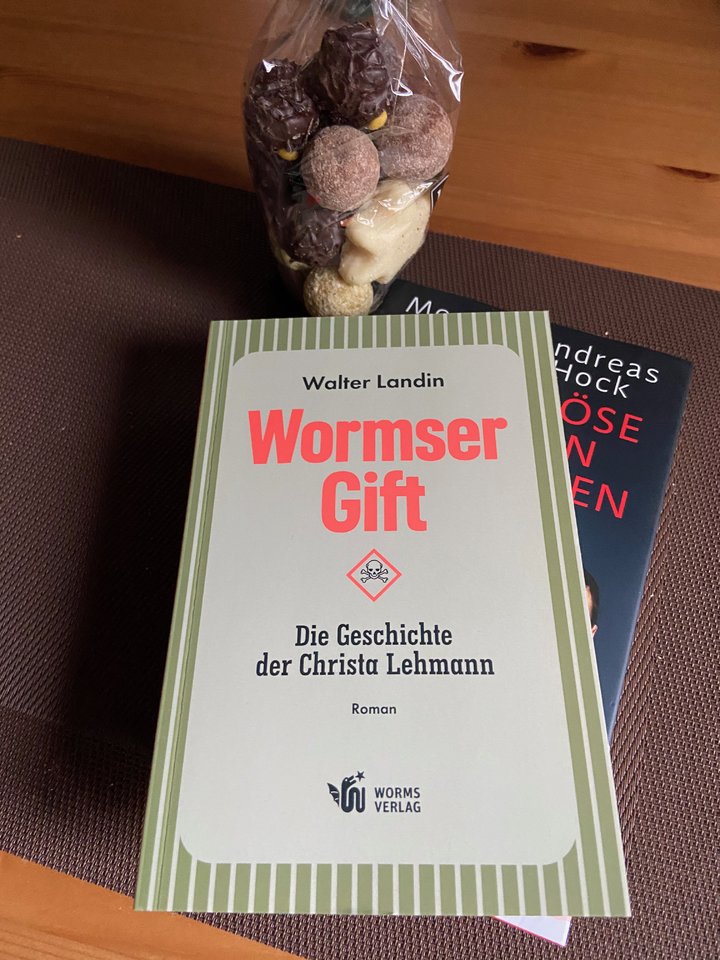 Walter Landin
Wormser
Gift
Die Geschichte
der Christa Lehmann
Roman
WORMS
VERLAG
ndreas
Hock
ÖSE
N
EN